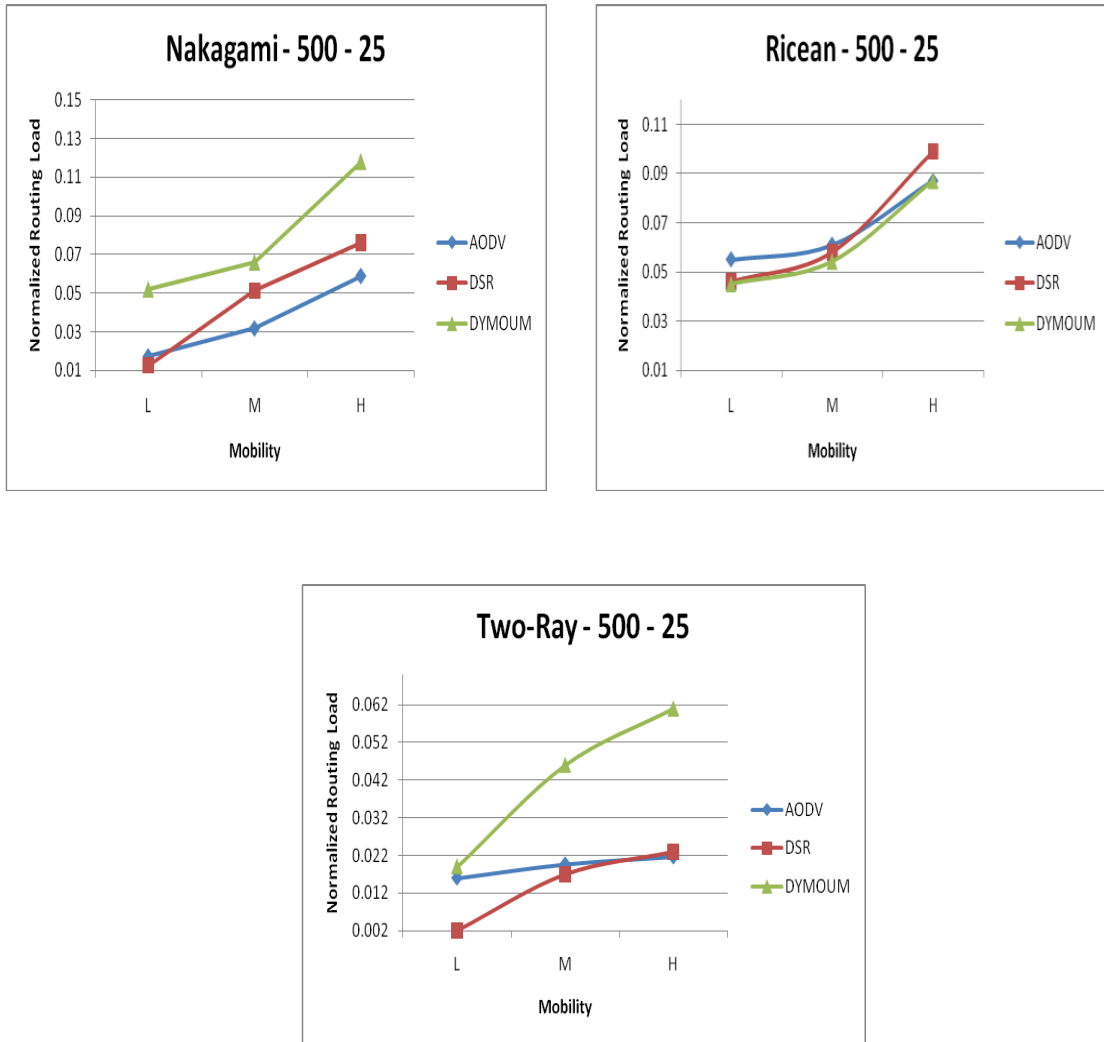 Nakagami - 500 - 25
Normalized Routing Load
0.15
0.13
0.11
0.09
0.07
0.05
0.03
0.01
L M H
Mobility
AODV
DSR
DYMOUM
Ricean - 500 - 25
Normalized Routing Load
0.11
0.09
0.07
0.05
0.03
0.01
L M H
Mobility
AODV
DSR
DYMOUM
Two-Ray - 500 - 25
Normalized Routing Load
0.062
0.052
0.042
0.032
0.022
0.012
0.002
L M H
Mobility
AODV
DSR
DYMOUM